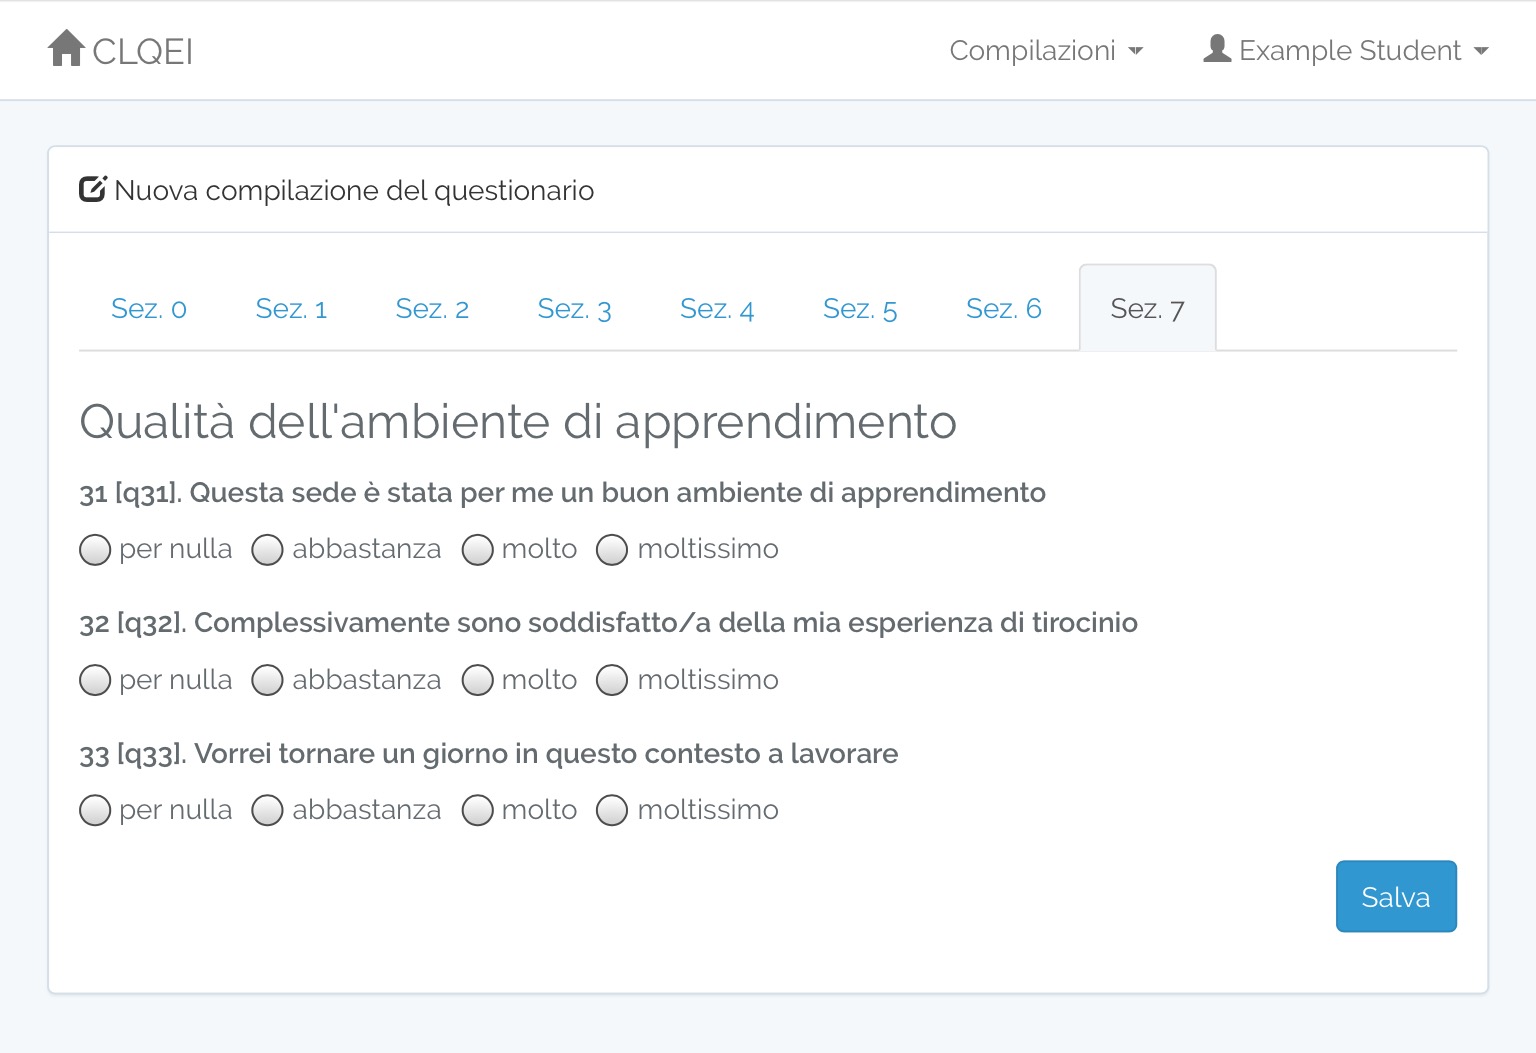 CLQEI Compilazioni Example Student
Nuova compilazione del questionario
Sez. 0 Sez. 1 Sez. 2 Sez. 3 Sez. 4 Sez. 5 Sez. 6 Sez. 7
Qualità dell'ambiente di apprendimento
31 [q31]. Questa sede è stata per me un buon ambiente di apprendimento
per nulla abbastanza molto moltissimo
32 [q32]. Complessivamente sono soddisfatto/a della mia esperienza di tirocinio
per nulla abbastanza molto moltissimo
33 [q33]. Vorrei tornare un giorno in questo contesto a lavorare
per nulla abbastanza molto moltissimo
Salva